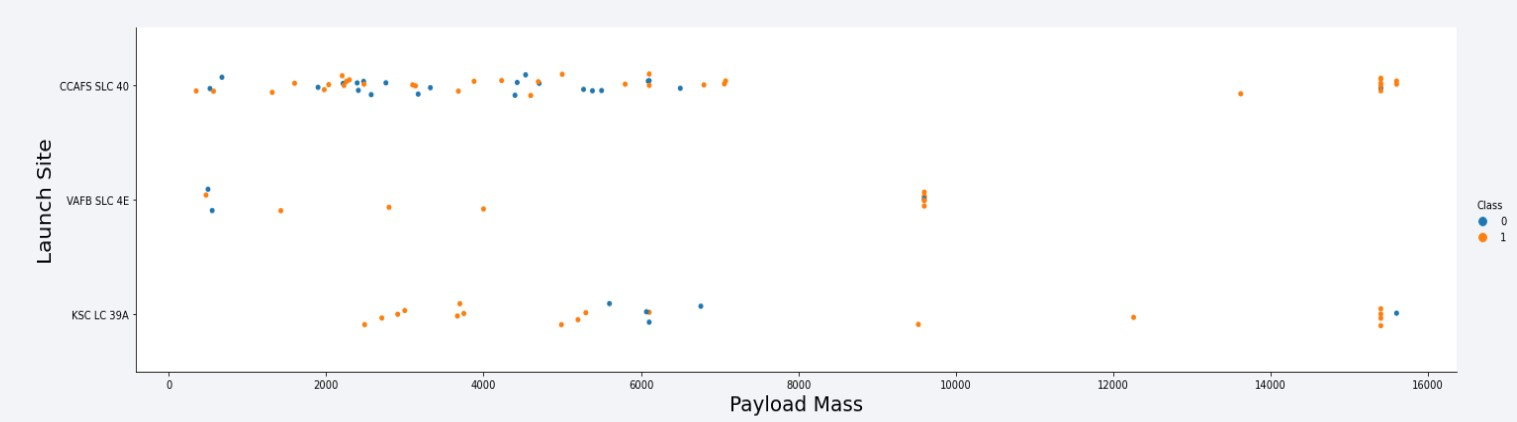 Launch Site
CCAFS SLC 40
VAFB SLC 4E
KSC LC 39A
0 2000 4000 6000 8000 10000 12000 14000 16000
Payload Mass
Class
0
1